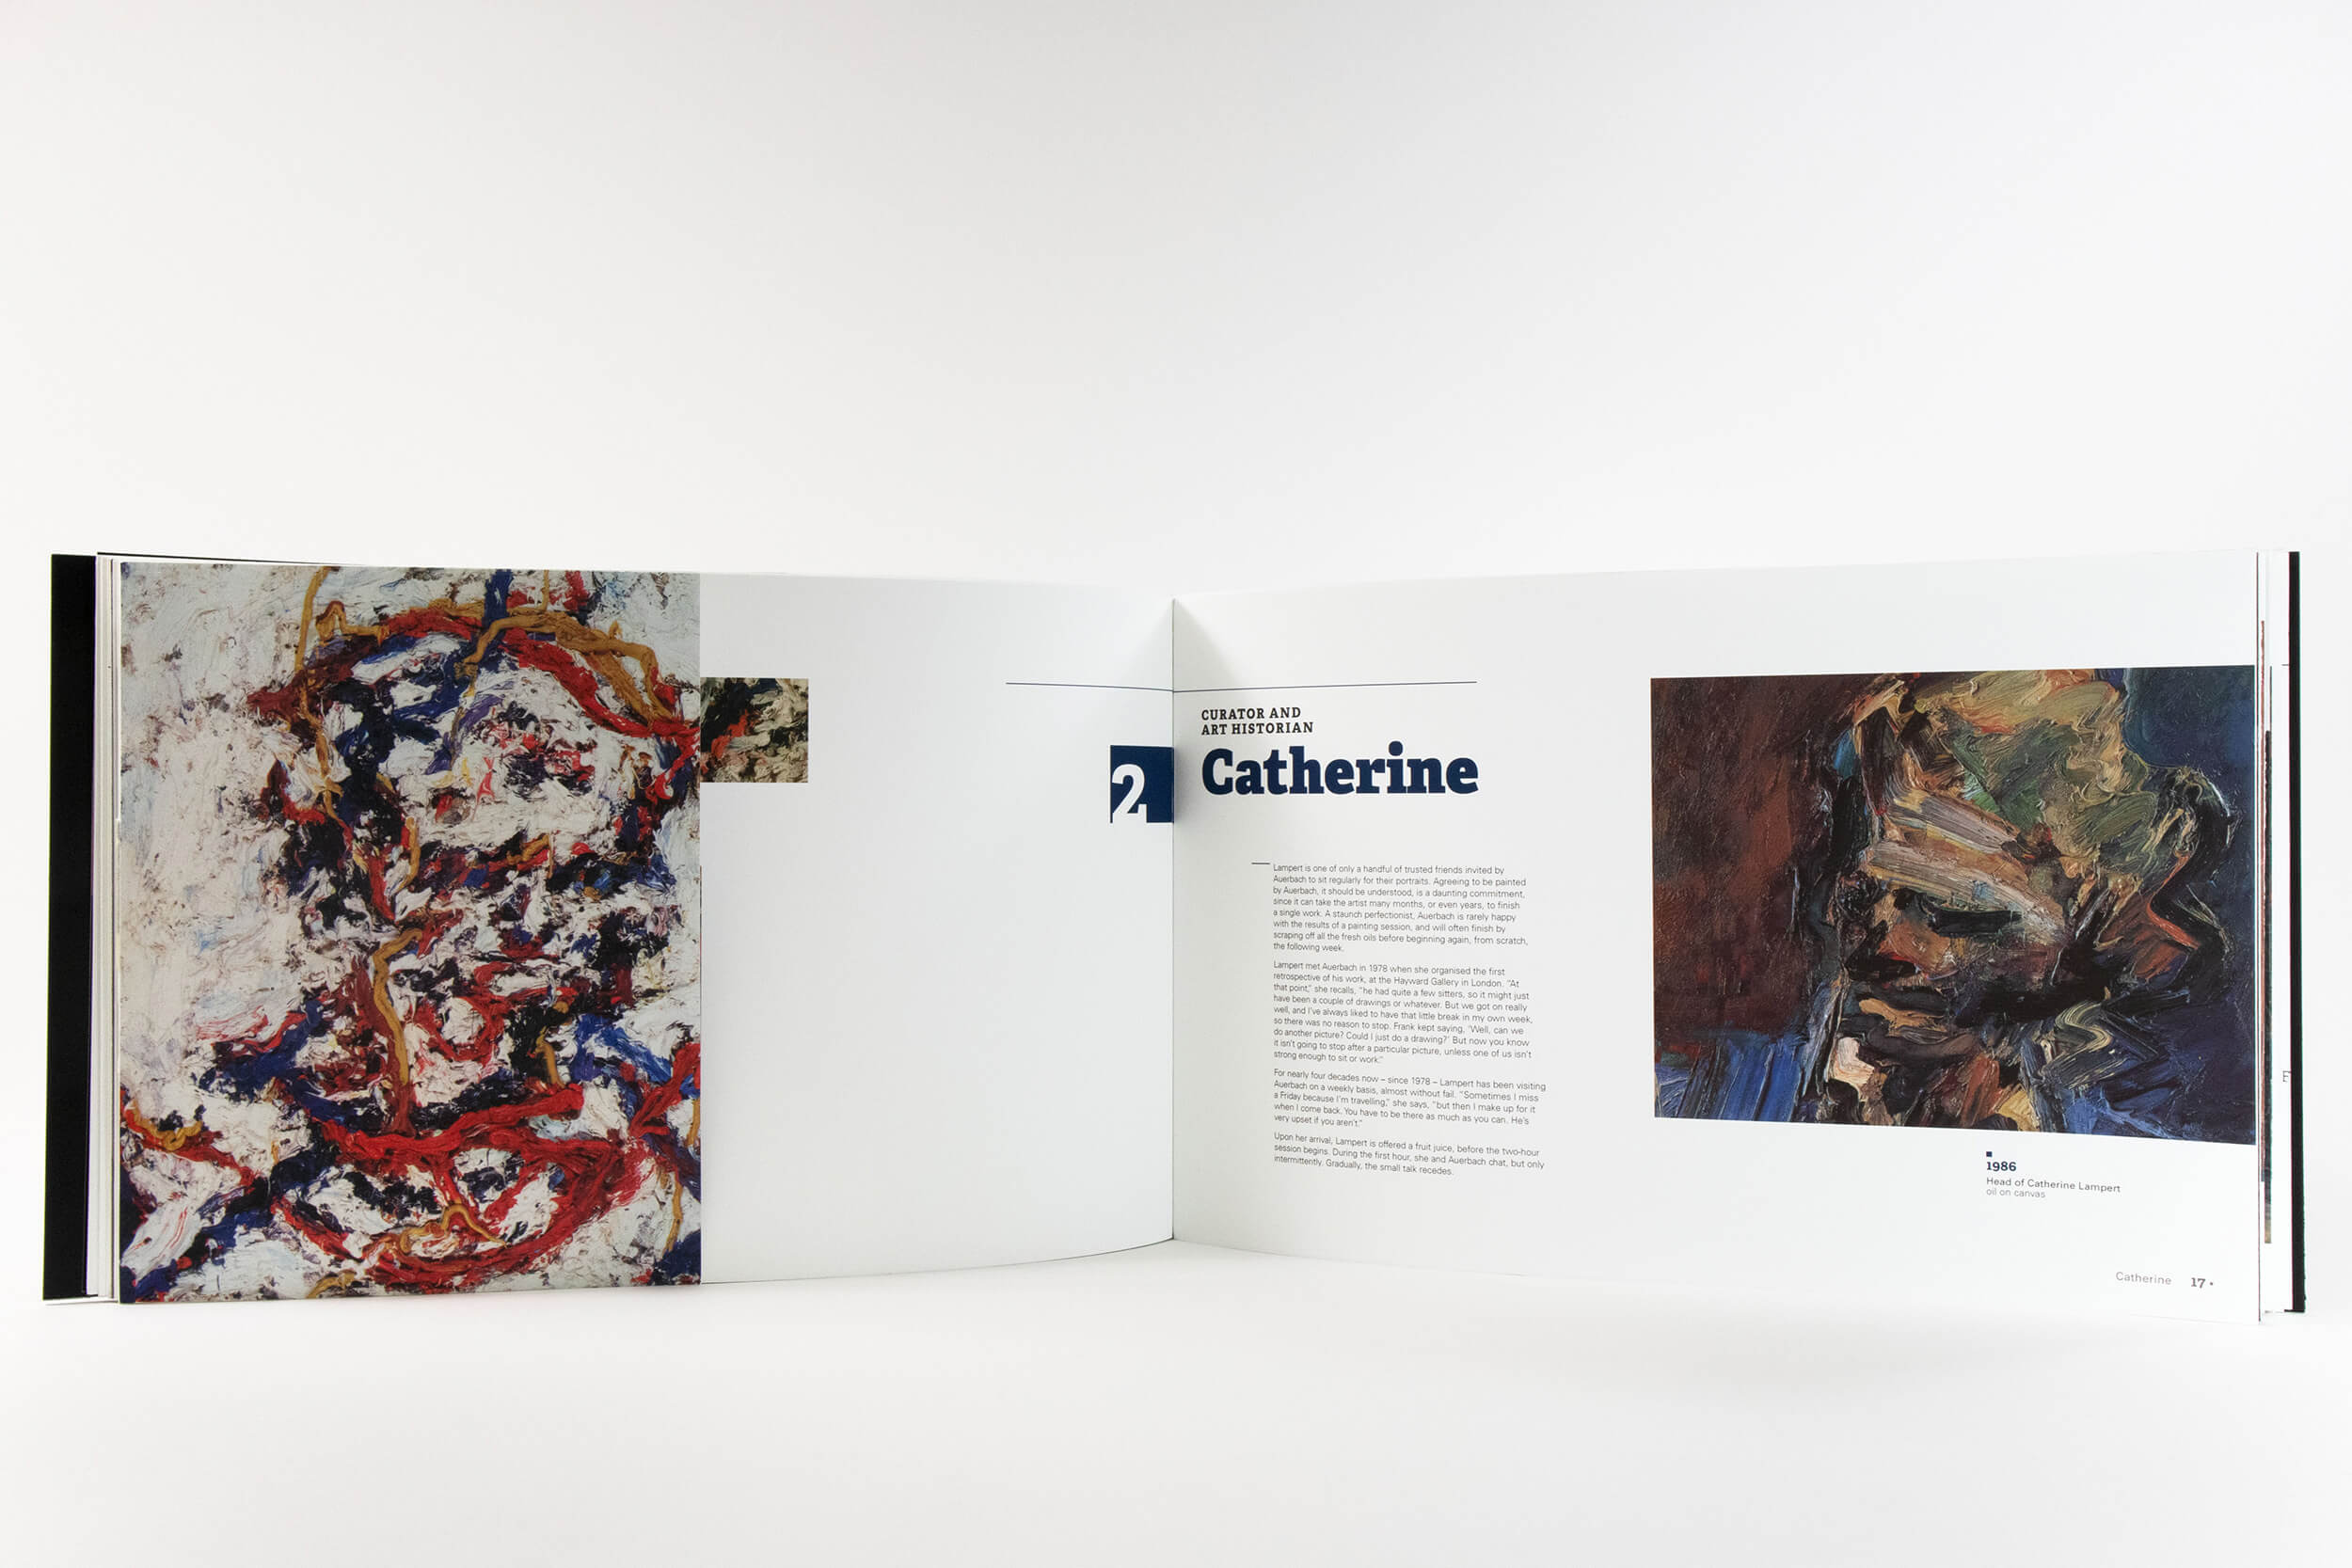 2
CURATOR AND
ART HISTORIAN
Catherine
Lampert is one of only a handful of trusted friends invited by
Auerbach to sit regularly for their portraits. Agreeing to be painted
by Auerbach, it should be understood, is a daunting commitment,
since it can take the artist many months, or even years, to finish
a single work. A staunch perfectionist, Auerbach is rarely happy
with the results of a painting session, and will often finish by
scraping off all the fresh oils before beginning again, from scratch,
the following week.
Lampert met Auerbach in 1978 when she organised the first
retrospective of his work, at the Hayward Gallery in London. “At
that point,” she recalls, “he had quite a few sitters, so it might just
have been a couple of drawings or whatever. But we got on really
well, and I’ve always liked to have that little break in my own week,
so there was no reason to stop. Frank kept saying, ‘Well, can we
do another picture? Could I just do a drawing?’ But now you know
it isn’t going to stop after a particular picture, unless one of us isn’t
strong enough to sit or work.”
For nearly four decades now – since 1978 – Lampert has been visiting
Auerbach on a weekly basis, almost without fail. “Sometimes I miss
a Friday because I’m travelling,” she says, “but then I make up for it
when I come back. You have to be there as much as you can. He’s
very upset if you aren’t.”
Upon her arrival, Lampert is offered a fruit juice, before the two-hour
session begins. During the first hour, she and Auerbach chat, but only
intermittently. Gradually, the small talk recedes.
1986
Head of Catherine Lampert
oil on canvas
Catherine 17 •
F